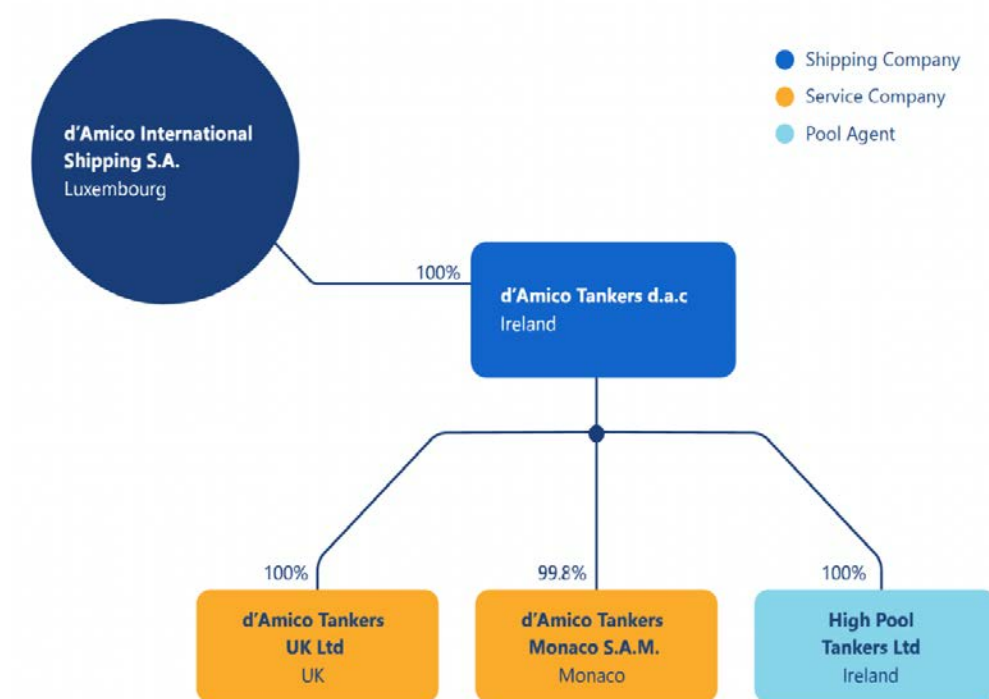 d’Amico International
Shipping S.A.
Luxembourg
Shipping Company
Service Company
Pool Agent
100%
d’Amico Tankers d.a.c
Ireland
100%
99.8%
100%
d’Amico Tankers
UK Ltd
UK
d’Amico Tankers
Monaco S.A.M.
Monaco
High Pool
Tankers Ltd
Ireland